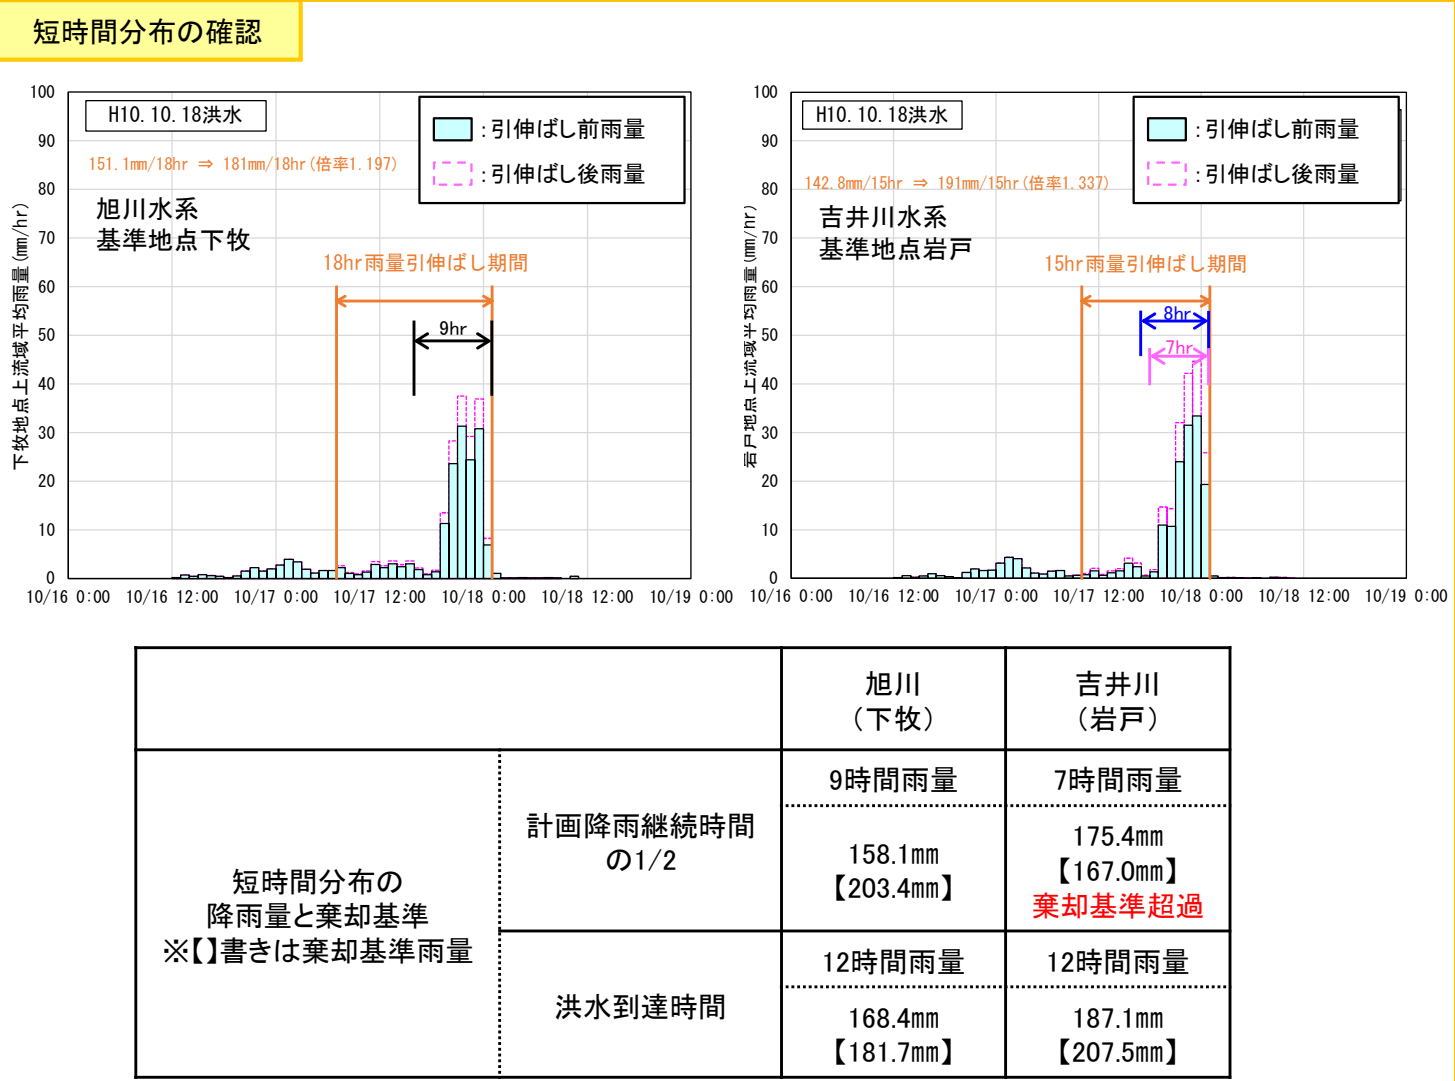 短時間分布の確認
100
90
80
70
60
50
40
30
20
10
0
下牧地点上流域平均雨量(mm/hr)
H10.10.18洪水
:引伸ばし前雨量
:引伸ばし後雨量
151.1mm/18hr ⇒ 181mm/18hr(倍率1.197)
旭川水系
基準地点下牧
18hr雨量引伸ばし期間
9hr
10/16 0:00
10/16 12:00
10/17 0:00
10/17 12:00
10/18 0:00
10/18 12:00
10/19 0:00
100
90
80
70
60
50
40
30
20
10
0
岩戸地点上流域平均雨量(mm/hr)
H10.10.18洪水
:引伸ばし前雨量
:引伸ばし後雨量
142.8mm/15hr ⇒ 191mm/15hr(倍率1.337)
吉井川水系
基準地点岩戸
15hr雨量引伸ばし期間
8hr
7hr
10/16 0:00
10/16 12:00
10/17 0:00
10/17 12:00
10/18 0:00
10/18 12:00
10/19 0:00
旭川
（下牧）
吉井川
（岩戸）
短時間分布の
降雨量と棄却基準
※【】書きは棄却基準雨量
計画降雨継続時間
の1/2
9時間雨量
7時間雨量
158.1㎜
【203.4㎜】
175.4㎜
【167.0㎜】
棄却基準超過
洪水到達時間
12時間雨量
12時間雨量
168.4㎜
【181.7㎜】
187.1㎜
【207.5㎜】